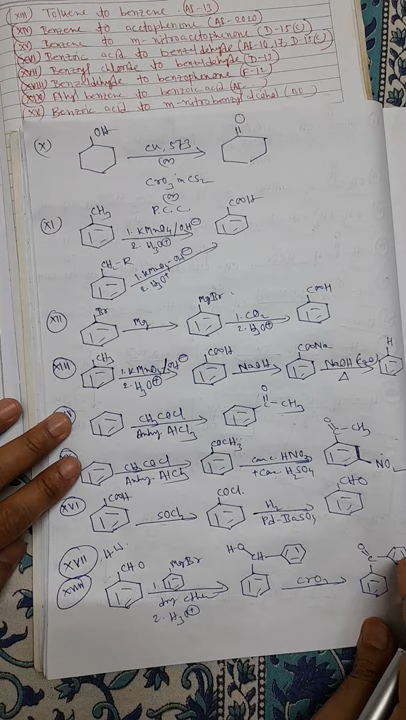 (XIII) Toluene to benzene (AI-13)
(XIV) Benzene to acetophenone (AI-2020)
(XV) Benzene to m-nitroacetophenone (D-15(C)
(XVI) Benzoic acid to benzaldehyde (AI-16, 17, D-15(C)
(XVII) Benzoyl chloride to benzaldehyde (D-13)
(XVIII) Benzaldehyde to benzophenone (F-12)
(XIX) Ethyl benzene to benzoic acid (AI-
(XX) Benzoic acid to m-nitrobenzyl alcohol
(X) OH Cu, 573 (or) CrO3 in CS2 (or) P.C.C. O
(XI) CH3 1. KMnO4/OH⊖ 2. H3O⊕ COOH
CH2-R 1. KMnO4-OH⊖ 2. H3O⊕
(XII) Br Mg MgBr 1. CO2 2. H3O⊕ COOH
(XIII) CH3 1. KMnO4/OH⊖ 2. H3O⊕ COOH NaOH COONa NaOH Δ H
CH3COCl Anhy. AlCl3 O C-CH3
CH3COCl Anhy. AlCl3 COCH3 conc. HNO3 + conc. H2SO4 O C-CH3 NO2
(XVI) COOH SOCl2 COCl H2 Pd-BaSO4 CHO
(XVII) H.W.
(XVIII) CHO 1. MgBr dry ether 2. H3O⊕ HO CH CrO3 O C